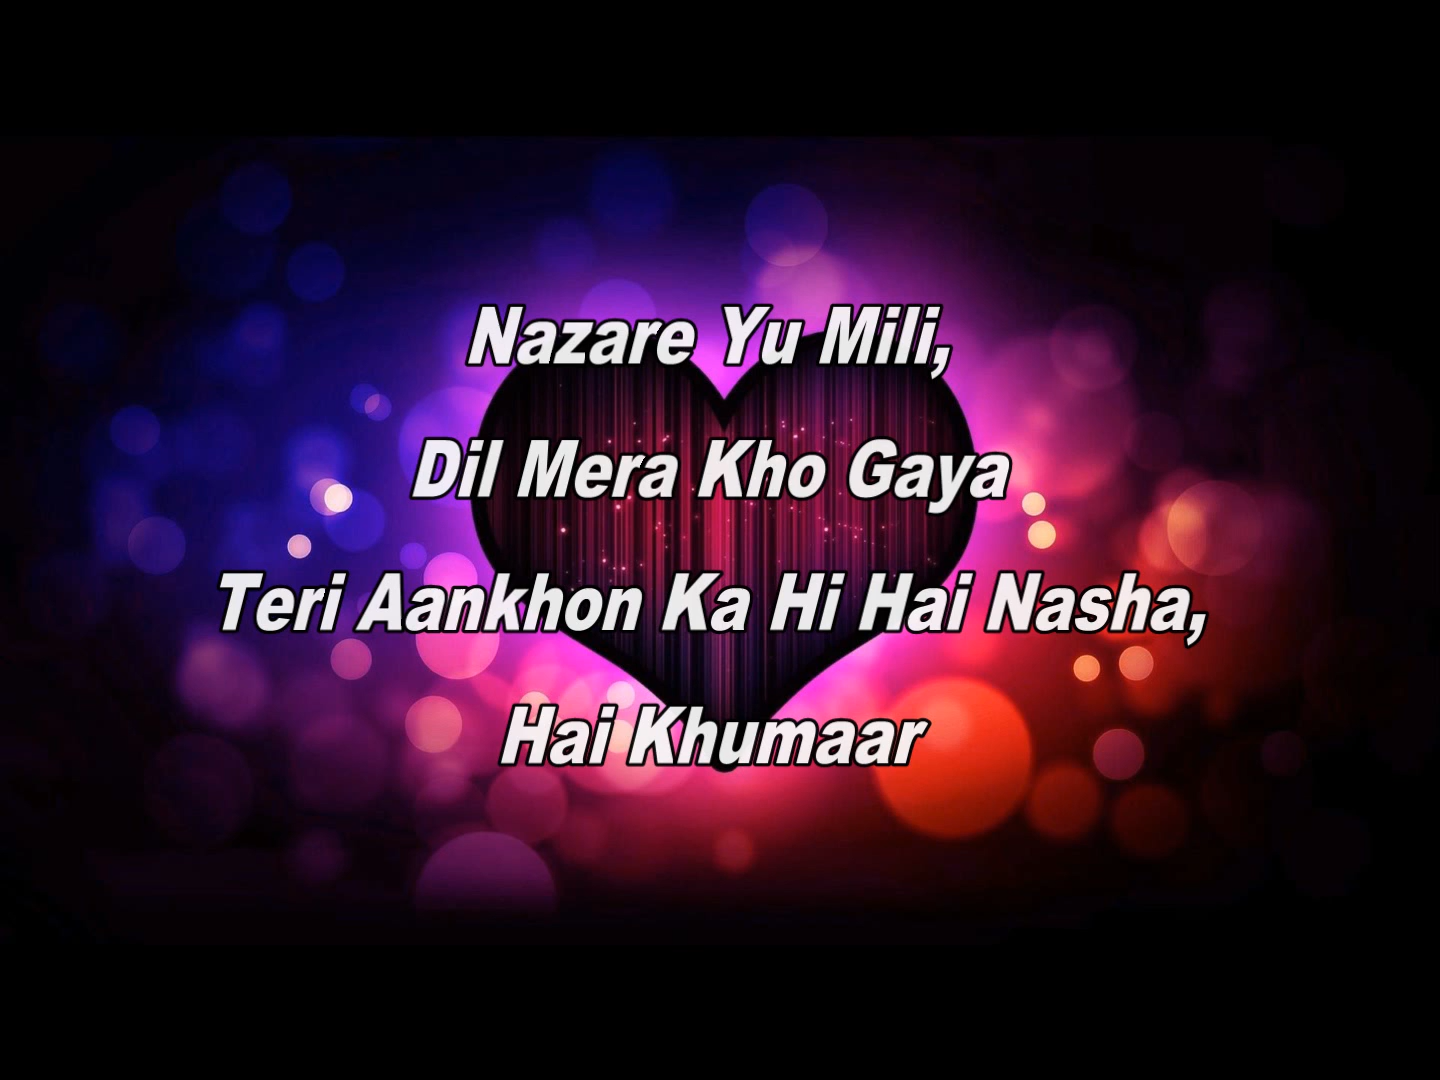 Nazare Yu Mili,
Dil Mera Kho Gaya
Teri Aankhon Ka Hi Hai Nasha,
Hai Khumaar